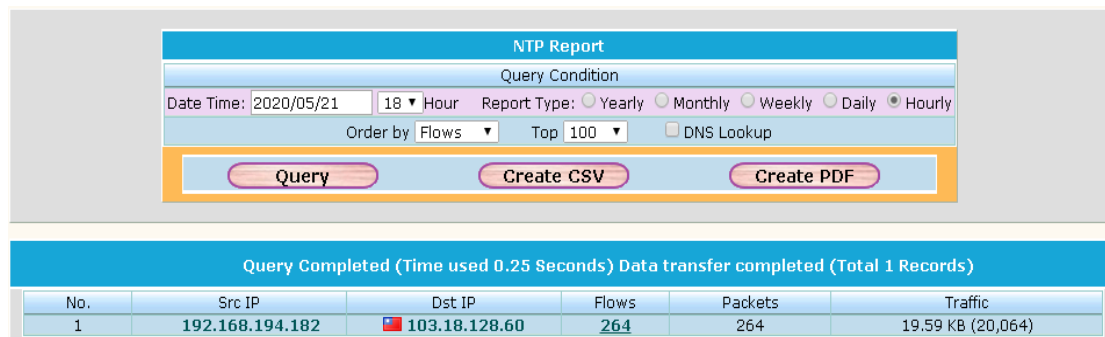 NTP Report
Query Condition
Date Time: 2020/05/21 18 Hour Report Type: Yearly Monthly Weekly Daily Hourly
Order by Flows Top 100 DNS Lookup
Query Create CSV Create PDF
Query Completed (Time used 0.25 Seconds) Data transfer completed (Total 1 Records)
No. Src IP Dst IP Flows Packets Traffic
1 192.168.194.182 103.18.128.60 264 264 19.59 KB (20,064)